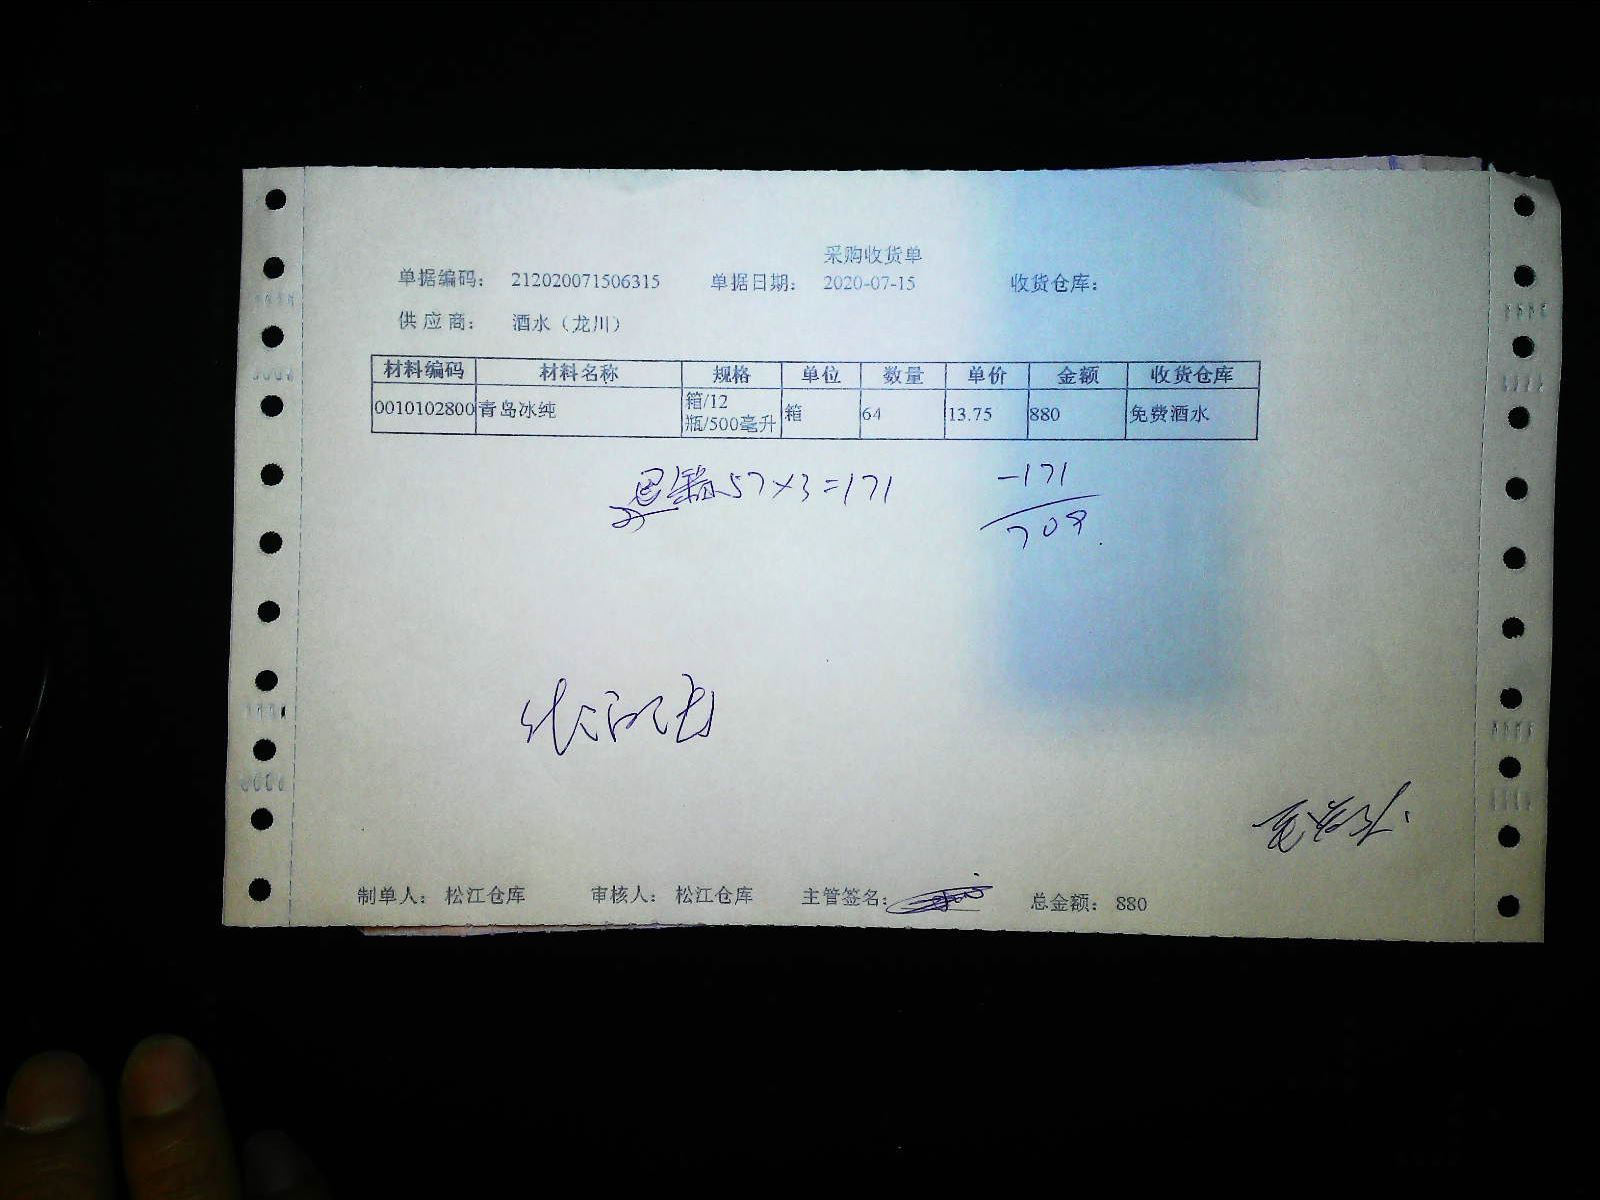 采购收货单
单据编码： 212020071506315 单据日期： 2020-07-15 收货仓库：
供应商： 酒水（龙川）
材料编码 材料名称 规格 单位 数量 单价 金额 收货仓库
0010102800 青岛冰纯 箱/12瓶/500毫升 箱 64 13.75 880 免费酒水
57×3=171 -171
709
制单人： 松江仓库 审核人： 松江仓库 主管签名： 总金额： 880